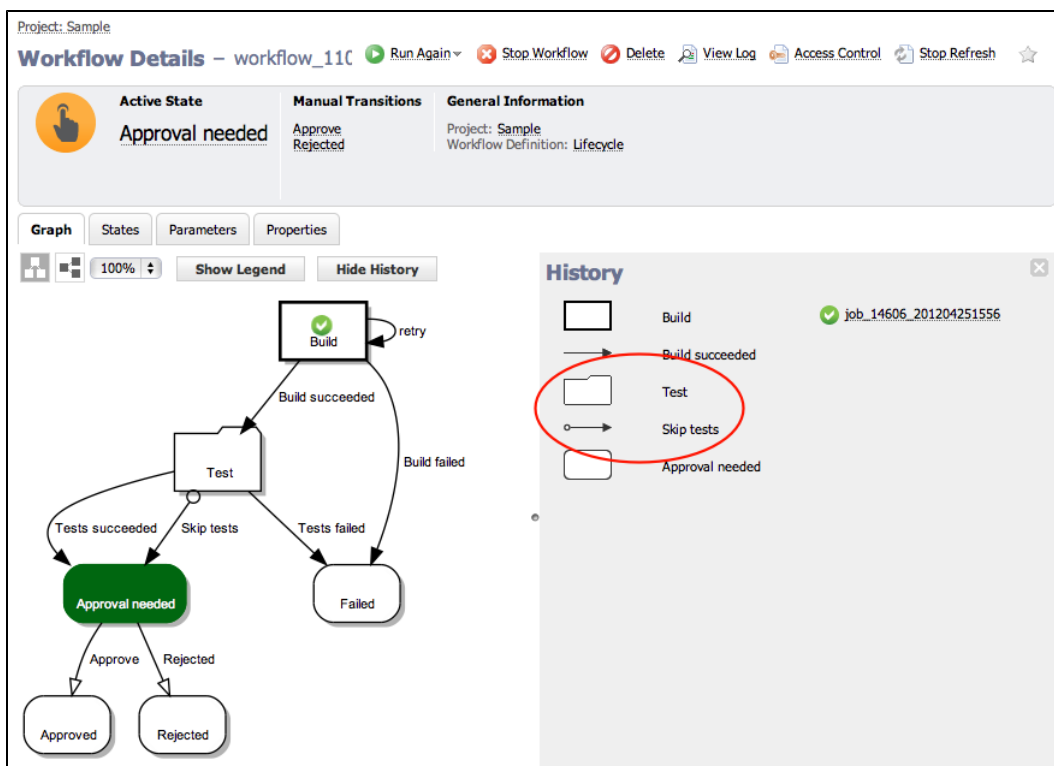 Project: Sample
Workflow Details – workflow_110 Run Again Stop Workflow Delete View Log Access Control Stop Refresh
Active State Manual Transitions General Information
Approval needed Approve Project: Sample
Rejected Workflow Definition: Lifecycle
Graph States Parameters Properties
100% Show Legend Hide History
History
Build job_14606_201204251556
Build succeeded
Test
Skip tests
Approval needed
Build
retry
Build succeeded
Build failed
Test
Tests succeeded Skip tests Tests failed
Approval needed Failed
Approve Rejected
Approved Rejected